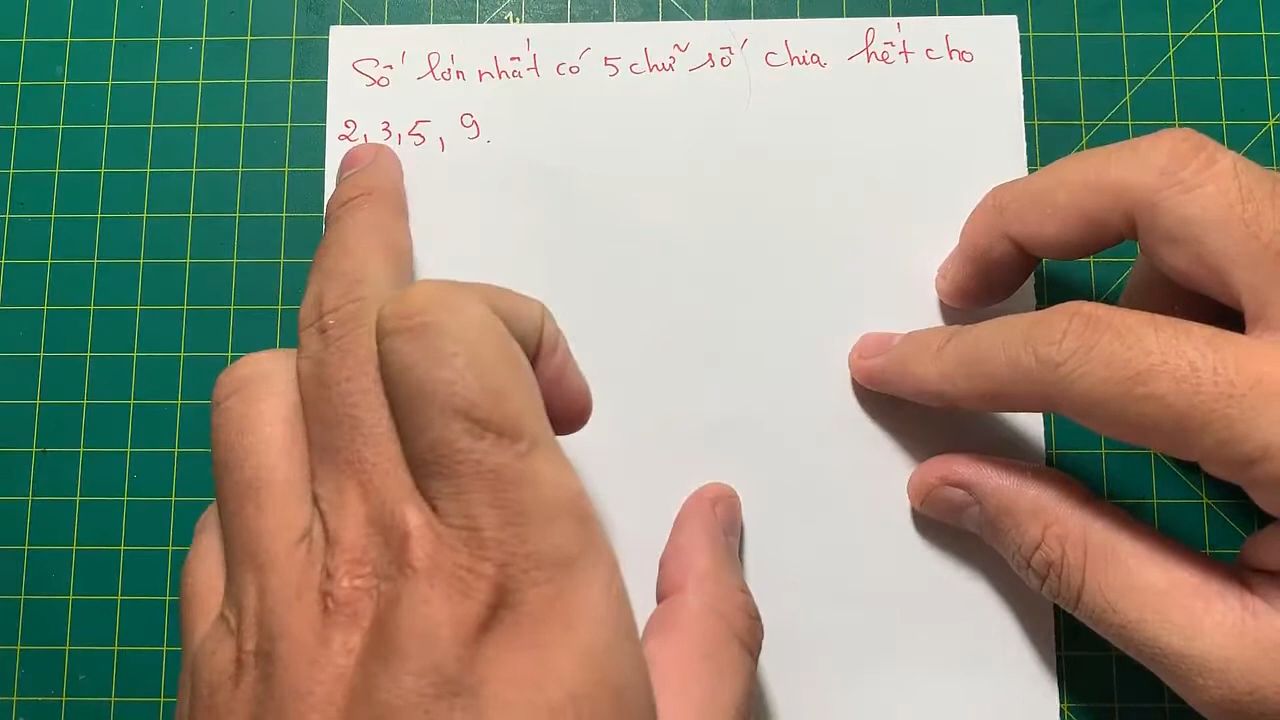 Số lớn nhất có 5 chữ số chia hết cho
2, 3, 5, 9.